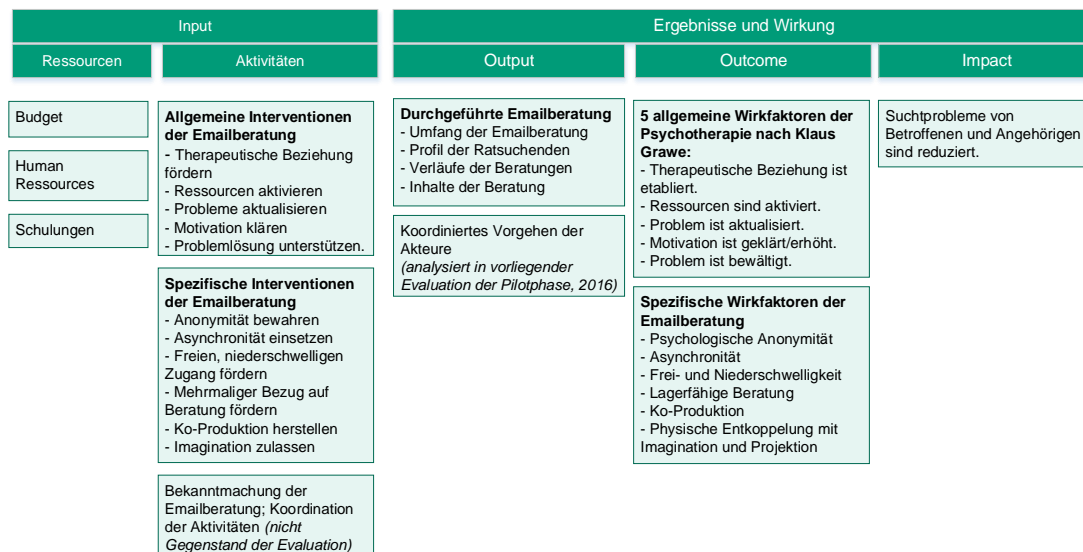 Input
Ergebnisse und Wirkung
Ressourcen
Aktivitäten
Output
Outcome
Impact
Budget
Human
Ressources
Schulungen
Allgemeine Interventionen
der Emailberatung
- Therapeutische Beziehung
fördern
- Ressourcen aktivieren
- Probleme aktualisieren
- Motivation klären
- Problemlösung unterstützen.
Spezifische Interventionen
der Emailberatung
- Anonymität bewahren
- Asynchronität einsetzen
- Freien, niederschwelligen
Zugang fördern
- Mehrmaliger Bezug auf
Beratung fördern
- Ko-Produktion herstellen
- Imagination zulassen
Bekanntmachung der
Emailberatung; Koordination
der Aktivitäten (nicht
Gegenstand der Evaluation)
Durchgeführte Emailberatung
- Umfang der Emailberatung
- Profil der Ratsuchenden
- Verläufe der Beratungen
- Inhalte der Beratung
Koordiniertes Vorgehen der
Akteure
(analysiert in vorliegender
Evaluation der Pilotphase, 2016)
5 allgemeine Wirkfaktoren der
Psychotherapie nach Klaus
Grawe:
- Therapeutische Beziehung ist
etabliert.
- Ressourcen sind aktiviert.
- Problem ist aktualisiert.
- Motivation ist geklärt/erhöht.
- Problem ist bewältigt.
Spezifische Wirkfaktoren der
Emailberatung
- Psychologische Anonymität
- Asynchronität
- Frei- und Niederschwelligkeit
- Lagerfähige Beratung
- Ko-Produktion
- Physische Entkoppelung mit
Imagination und Projektion
Suchtprobleme von
Betroffenen und Angehörigen
sind reduziert.